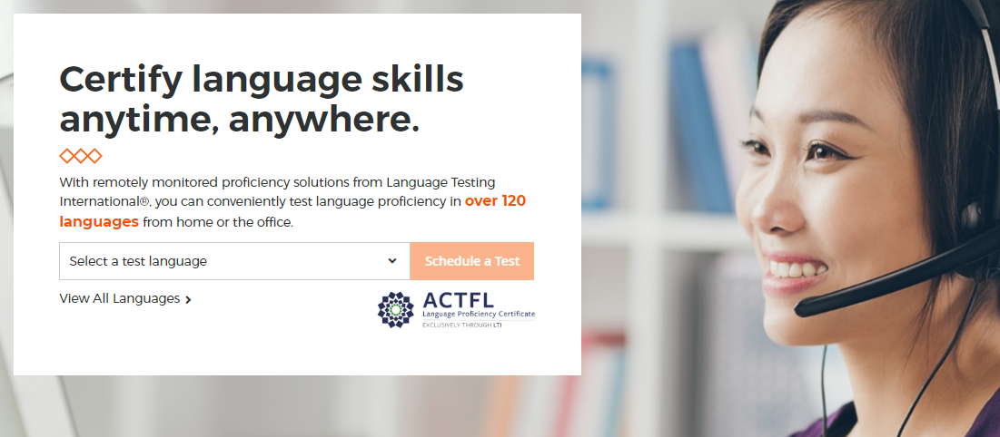 Certify language skills
anytime, anywhere.
With remotely monitored proficiency solutions from Language Testing
International®, you can conveniently test language proficiency in over 120
languages from home or the office.
Select a test language
Schedule a Test
View All Languages
ACTFL
Language Proficiency Certificate
EXCLUSIVELY THROUGH LTI